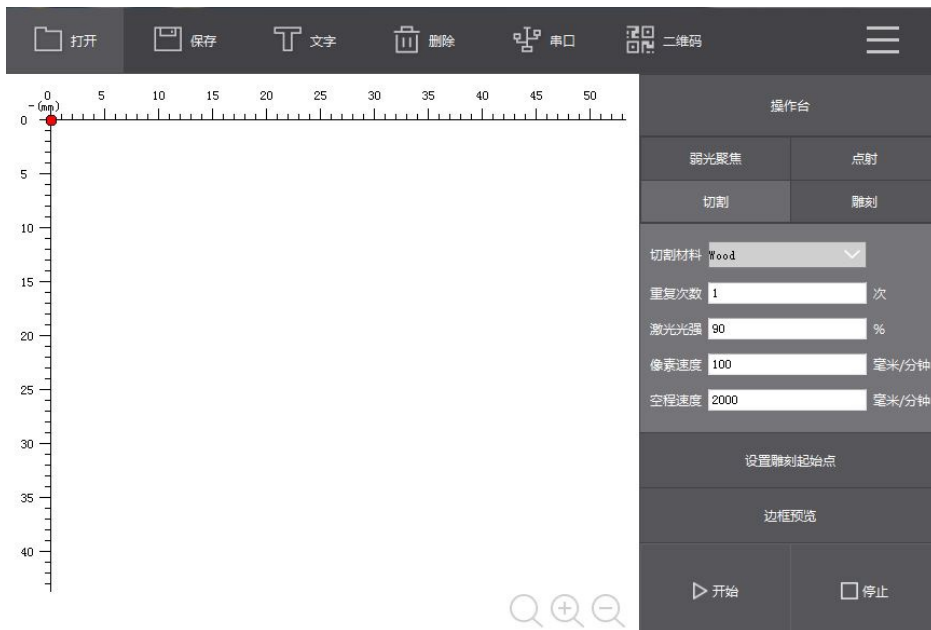 打开 保存 文字 删除 串口 二维码
0 5 10 15 20 25 30 35 40 45 50
(mm)
0
5
10
15
20
25
30
35
40
操作台
弱光聚焦 点射
切割 雕刻
切割材料 Wood
重复次数 1 次
激光光强 90 %
像素速度 100 毫米/分钟
空程速度 2000 毫米/分钟
设置雕刻起始点
边框预览
开始 停止